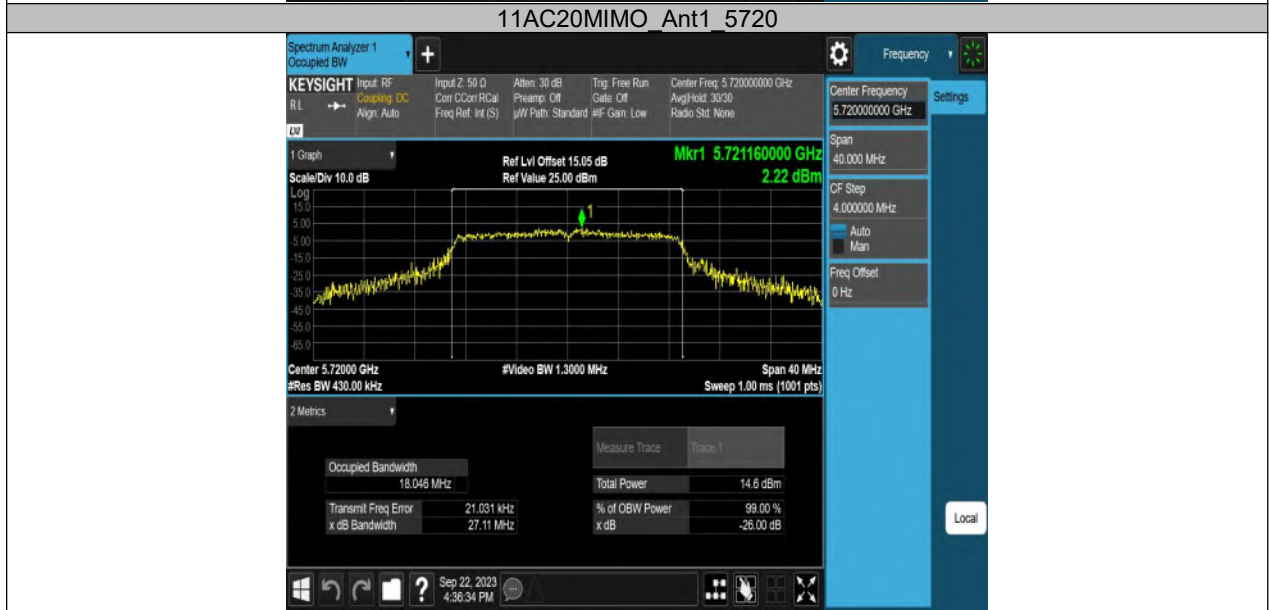 11AC20MIMO_Ant1_5720
Spectrum Analyzer 1
Occupied BW
+
Frequency
KEYSIGHT Input: RF Input Z: 50 Ω Atten: 30 dB Trig: Free Run Center Freq: 5.720000000 GHz
RL Coupling: DC Corr CCorr RCal Preamp: Off Gate: Off Avg|Hold: 30/30
Align: Auto Freq Ref: Int (S) µW Path: Standard #IF Gain: Low Radio Std: None
LXI
Center Frequency
5.720000000 GHz
Settings
Span
40.000 MHz
CF Step
4.000000 MHz
Auto
Man
Freq Offset
0 Hz
1 Graph
Ref Lvl Offset 15.05 dB
Mkr1 5.721160000 GHz
Scale/Div 10.0 dB
Ref Value 25.00 dBm
2.22 dBm
Log
15.0
5.00
-5.00
-15.0
-25.0
-35.0
-45.0
-55.0
-65.0
1
Center 5.72000 GHz #Video BW 1.3000 MHz Span 40 MHz
#Res BW 430.00 kHz Sweep 1.00 ms (1001 pts)
2 Metrics
Measure Trace Trace 1
Occupied Bandwidth
18.046 MHz
Total Power 14.6 dBm
Transmit Freq Error 21.031 kHz % of OBW Power 99.00 %
x dB Bandwidth 27.11 MHz x dB -26.00 dB
Local
? Sep 22, 2023
4:36:34 PM